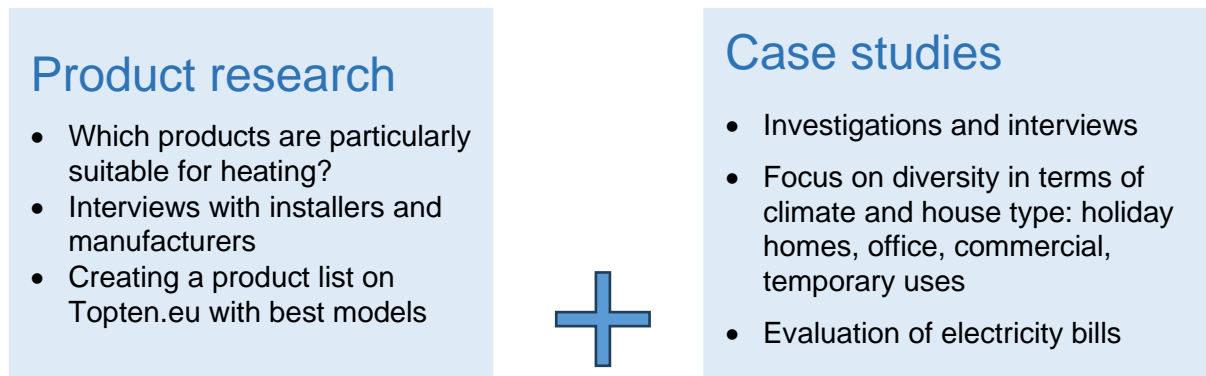 Product research
• Which products are particularly
suitable for heating?
• Interviews with installers and
manufacturers
• Creating a product list on
Topten.eu with best models
Case studies
• Investigations and interviews
• Focus on diversity in terms of
climate and house type: holiday
homes, office, commercial,
temporary uses
• Evaluation of electricity bills